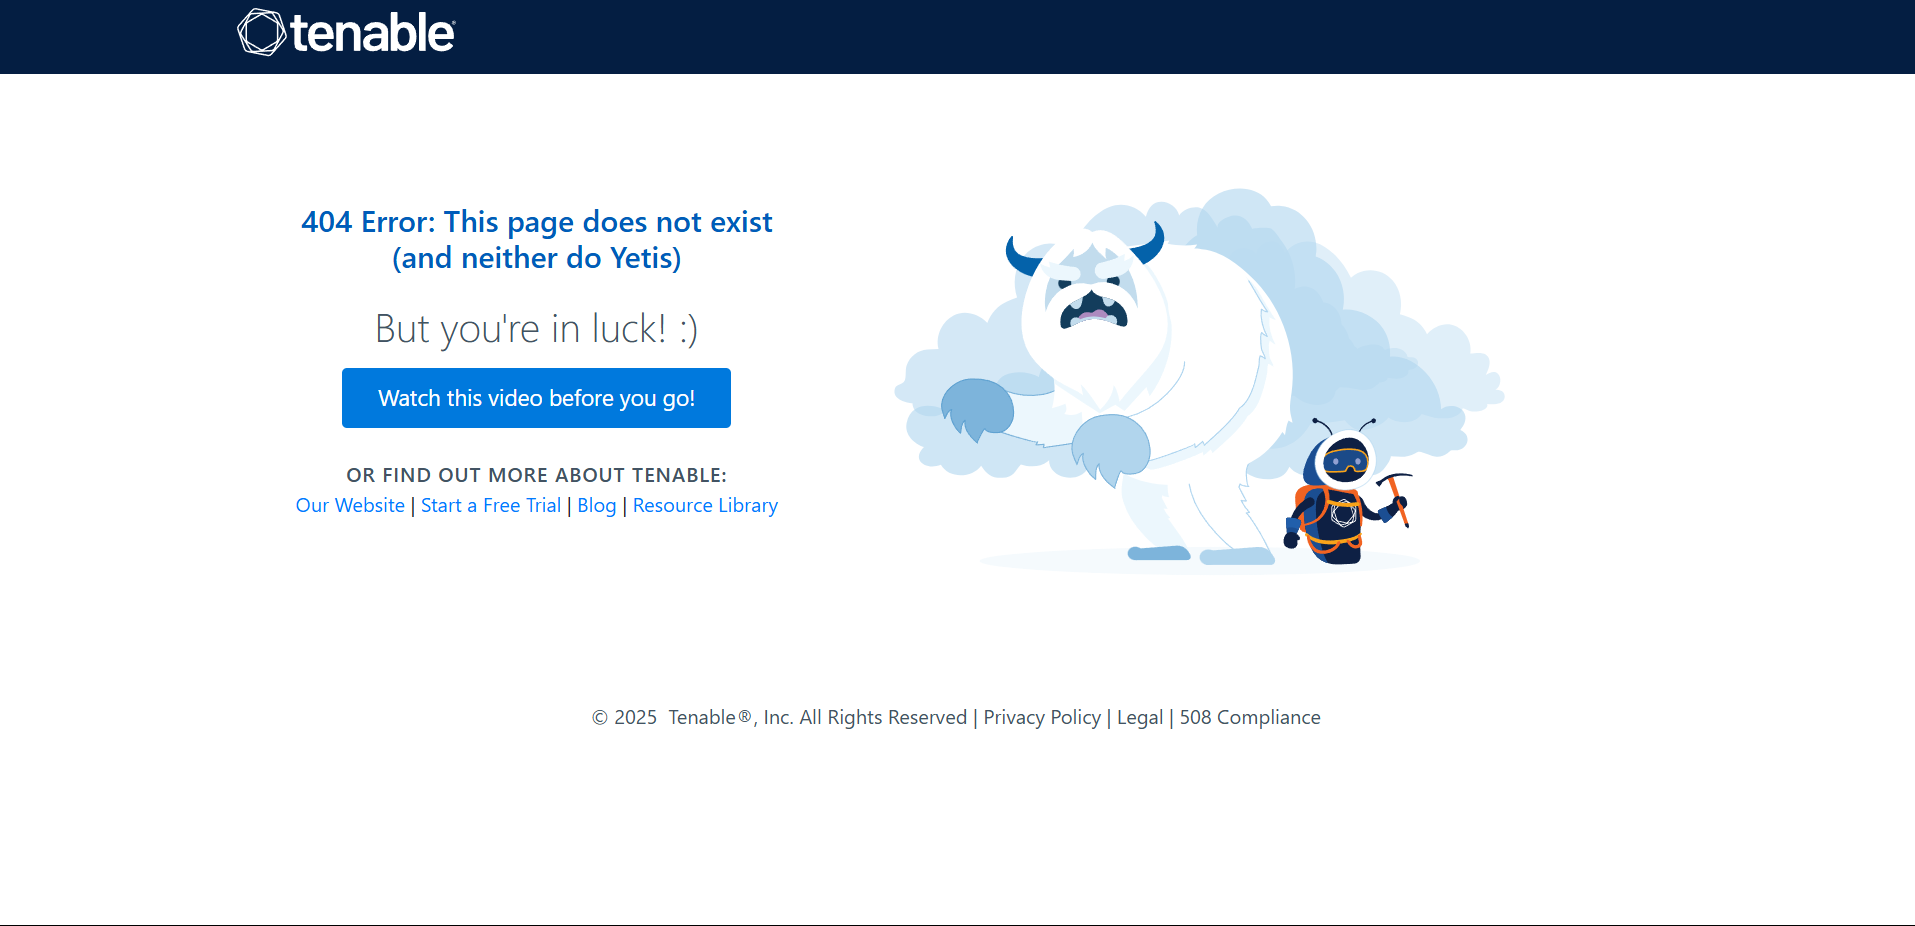 tenable®
404 Error: This page does not exist
(and neither do Yetis)
But you're in luck! :)
Watch this video before you go!
OR FIND OUT MORE ABOUT TENABLE:
Our Website | Start a Free Trial | Blog | Resource Library
© 2025 Tenable®, Inc. All Rights Reserved | Privacy Policy | Legal | 508 Compliance